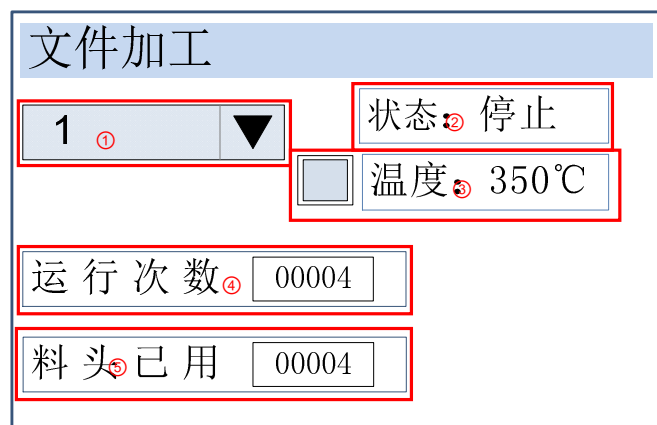 文件加工
1 ① ▼
状态:② 停止
温度:③ 350℃
运行次数④ 00004
料头⑤已用 00004